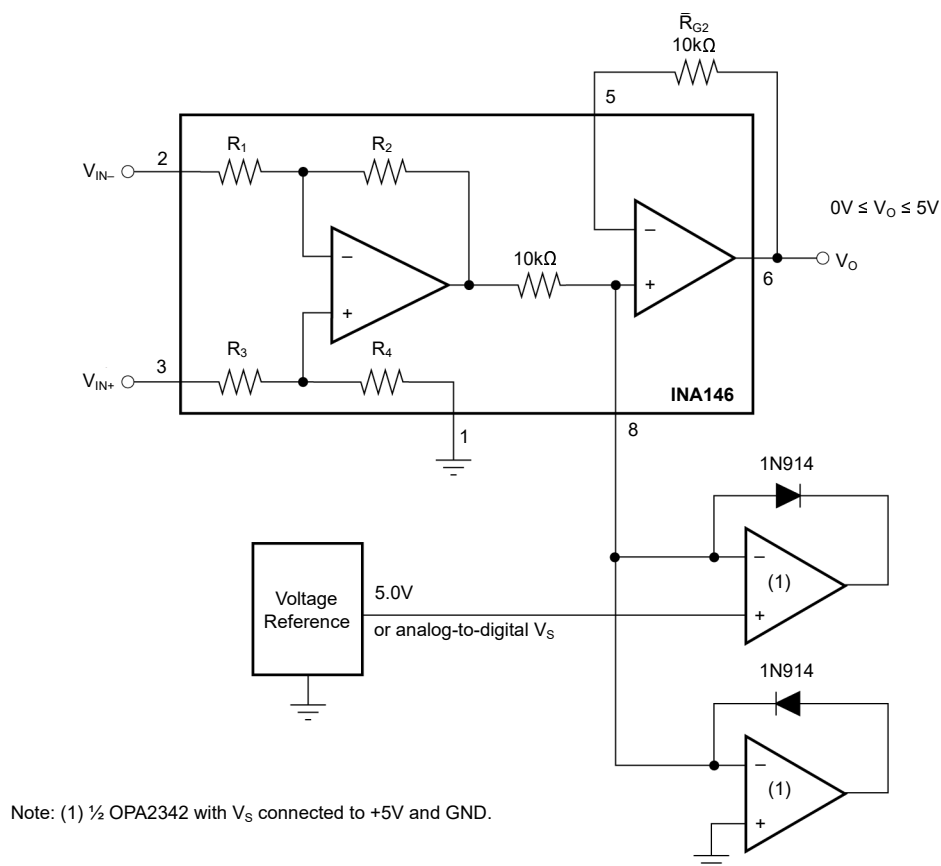 R̅G2
10kΩ
5
R₁
R₂
2
VIN–
0V ≤ VO ≤ 5V
–
–
10kΩ
VO
6
+
+
R₃
R₄
3
VIN+
INA146
1
8
1N914
–
(1)
5.0V
Voltage
Reference
+
or analog-to-digital VS
1N914
–
(1)
Note: (1) ½ OPA2342 with VS connected to +5V and GND.
+